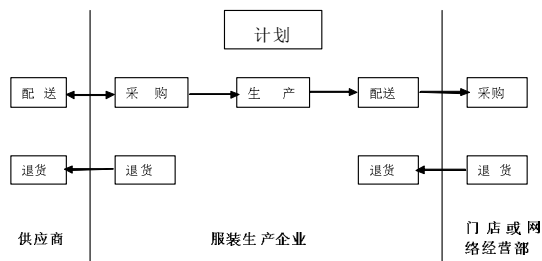 计划
配送 采购 生产 配送 采购
退货 退货 退货 退货
供应商 服装生产企业 门店或网
络经营部